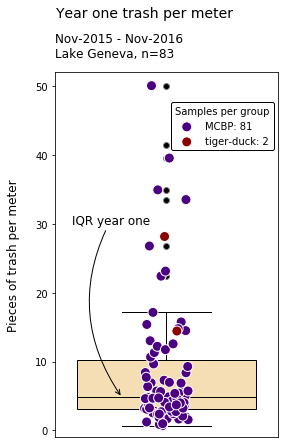 Year one trash per meter
Nov-2015 - Nov-2016
Lake Geneva, n=83
50
Samples per group
MCBP: 81
tiger-duck: 2
40
IQR year one
30
20
10
0
Pieces of trash per meter